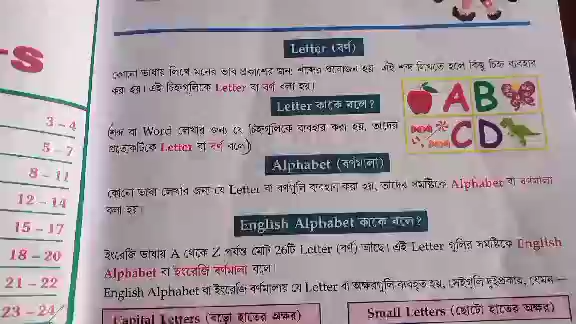 -S
3 – 4
5 – 7
8 – 11
12 – 14
15 – 17
18 – 20
21 – 22
23 – 24
Letter (বর্ণ)
কোনো ভাষায় লিখে মনের ভাব প্রকাশের জন্য শব্দের প্রয়োজন হয়। এই শব্দ লিখতে হলে কিছু চিহ্ন ব্যবহার
করা হয়। এই চিহ্নগুলিকে Letter বা বর্ণ বলা হয়।
Letter কাকে বলে?
(শব্দ বা Word লেখার জন্য যে চিহ্নগুলিকে ব্যবহার করা হয়, তাদের
প্রত্যেকটিকে Letter বা বর্ণ বলে)
A B
C D
Alphabet (বর্ণমালা)
কোনো ভাষা লেখার জন্য যে Letter বা বর্ণগুলি ব্যবহার করা হয়, তাদের সমষ্টিকে Alphabet বা বর্ণমালা
বলা হয়।
English Alphabet কাকে বলে?
ইংরেজি ভাষায় A থেকে Z পর্যন্ত মোট 26টি Letter (বর্ণ) আছে। এই Letter গুলির সমষ্টিকে English
Alphabet বা ইংরেজি বর্ণমালা বলে।
English Alphabet বা ইংরেজি বর্ণমালায় যে Letter বা অক্ষরগুলি ব্যবহৃত হয়, সেইগুলি দুইপ্রকার, যেমন—
Capital Letters (বড়ো হাতের অক্ষর)
Small Letters (ছোটো হাতের অক্ষর)